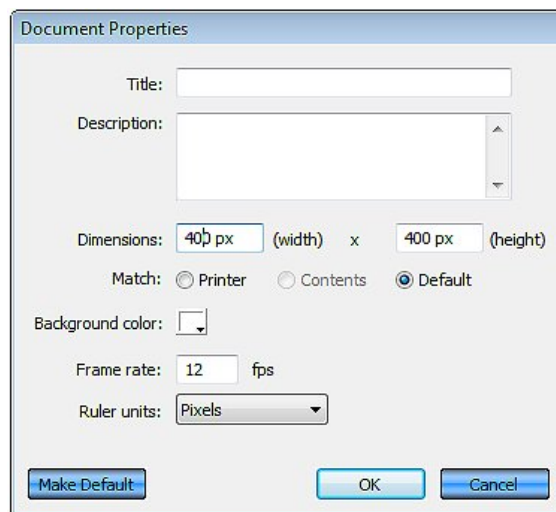 Document Properties
Title:
Description:
Dimensions: 400 px (width) x 400 px (height)
Match: Printer Contents Default
Background color:
Frame rate: 12 fps
Ruler units: Pixels
Make Default OK Cancel